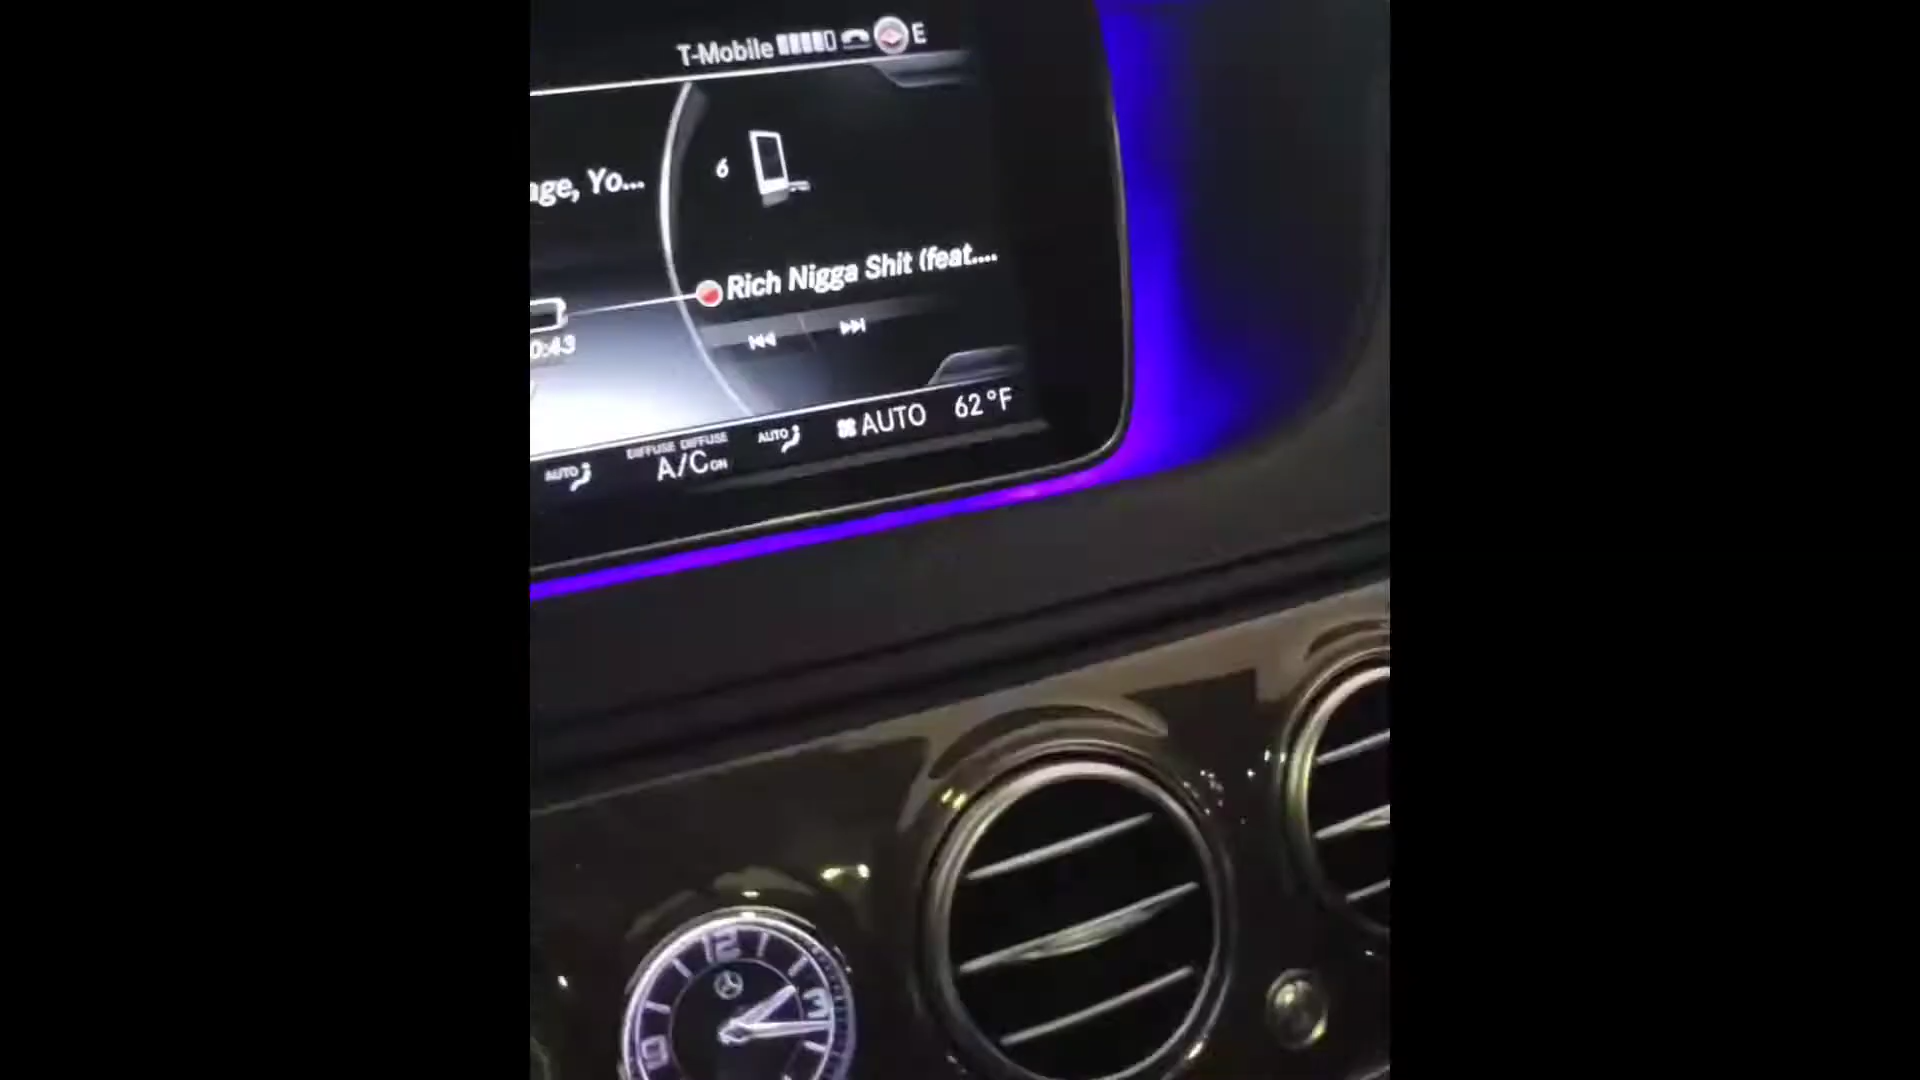 T-Mobile E
6
age, Yo...
Rich Nigga Shit (feat....
0:43
AUTO DIFFUSE DIFFUSE AUTO AUTO 62°F
A/C ON
12
3
9